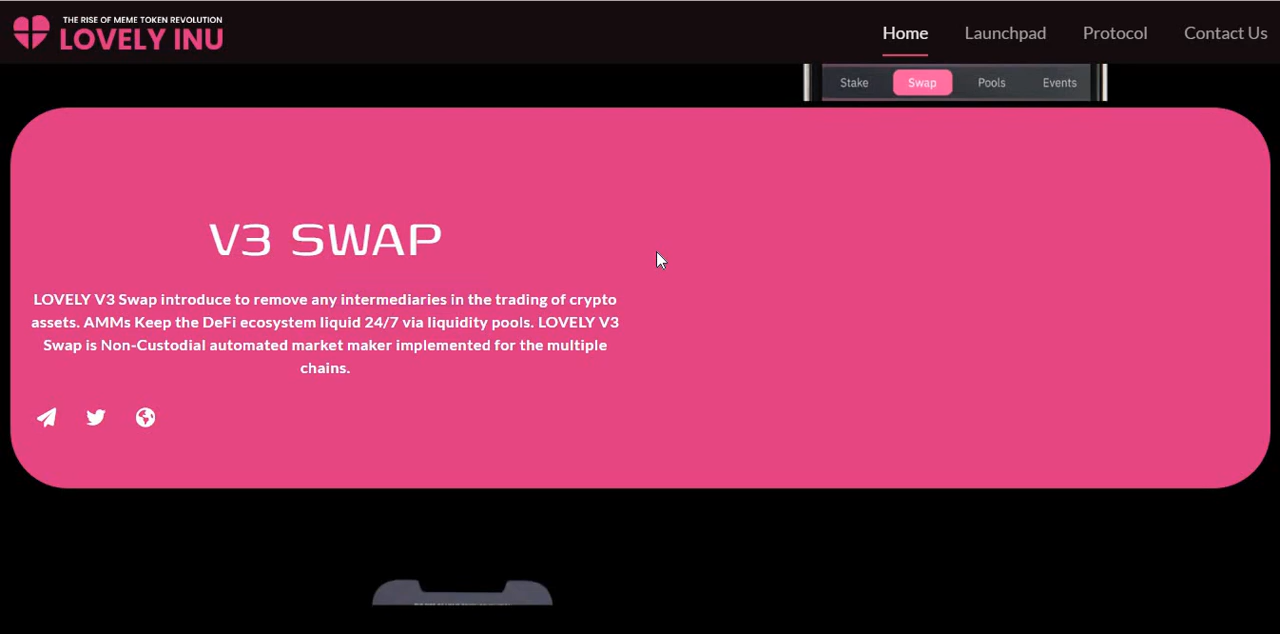 THE RISE OF MEME TOKEN REVOLUTION
LOVELY INU
Home
Launchpad
Protocol
Contact Us
Stake
Swap
Pools
Events
V3 SWAP
LOVELY V3 Swap introduce to remove any intermediaries in the trading of crypto
assets. AMMs Keep the DeFi ecosystem liquid 24/7 via liquidity pools. LOVELY V3
Swap is Non-Custodial automated market maker implemented for the multiple
chains.